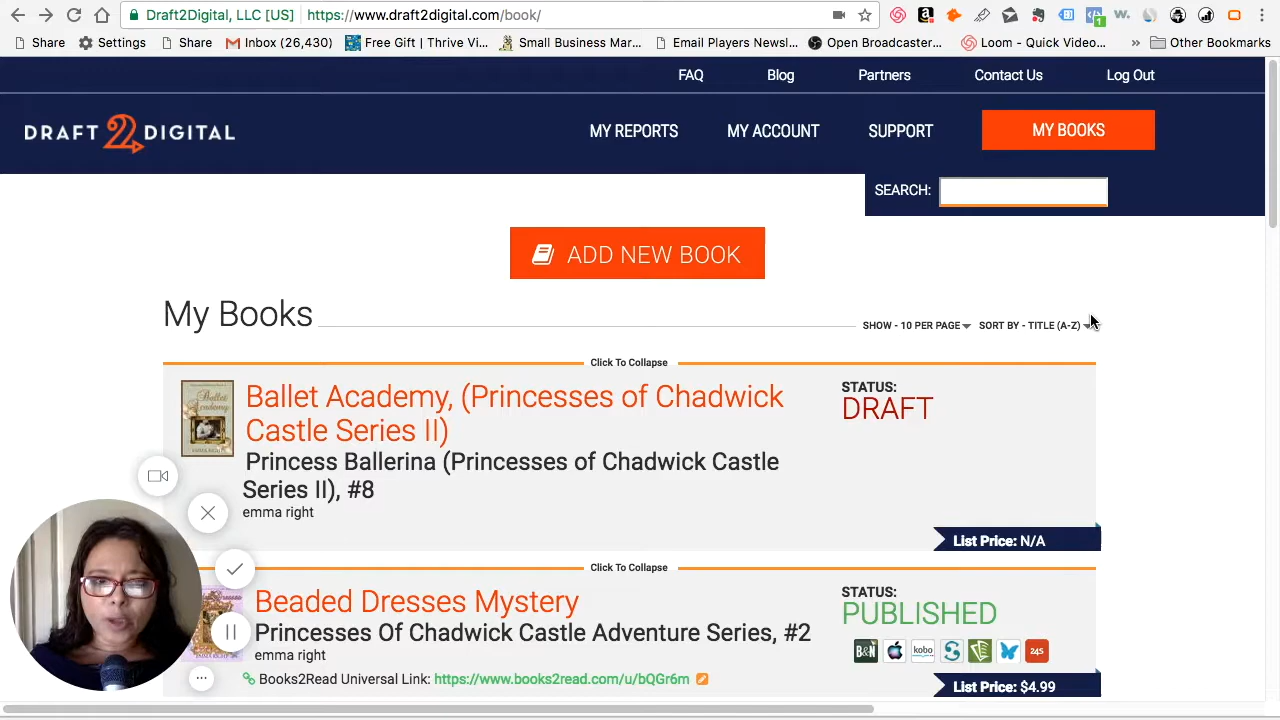 Draft2Digital, LLC [US] https://www.draft2digital.com/book/
Share Settings Share Inbox (26,430) Free Gift | Thrive Vi... Small Business Mar... Email Players Newsl... Open Broadcaster... Loom - Quick Video... » Other Bookmarks
FAQ Blog Partners Contact Us Log Out
DRAFT 2 DIGITAL MY REPORTS MY ACCOUNT SUPPORT MY BOOKS
SEARCH:
ADD NEW BOOK
My Books SHOW - 10 PER PAGE SORT BY - TITLE (A-Z)
Click To Collapse
Ballet Academy, (Princesses of Chadwick
Castle Series II)
Princess Ballerina (Princesses of Chadwick Castle
Series II), #8
emma right
STATUS:
DRAFT
List Price: N/A
Click To Collapse
Beaded Dresses Mystery
Princesses Of Chadwick Castle Adventure Series, #2
emma right
Books2Read Universal Link: https://www.books2read.com/u/bQGr6m
STATUS:
PUBLISHED
B&N kobo 24S
List Price: $4.99